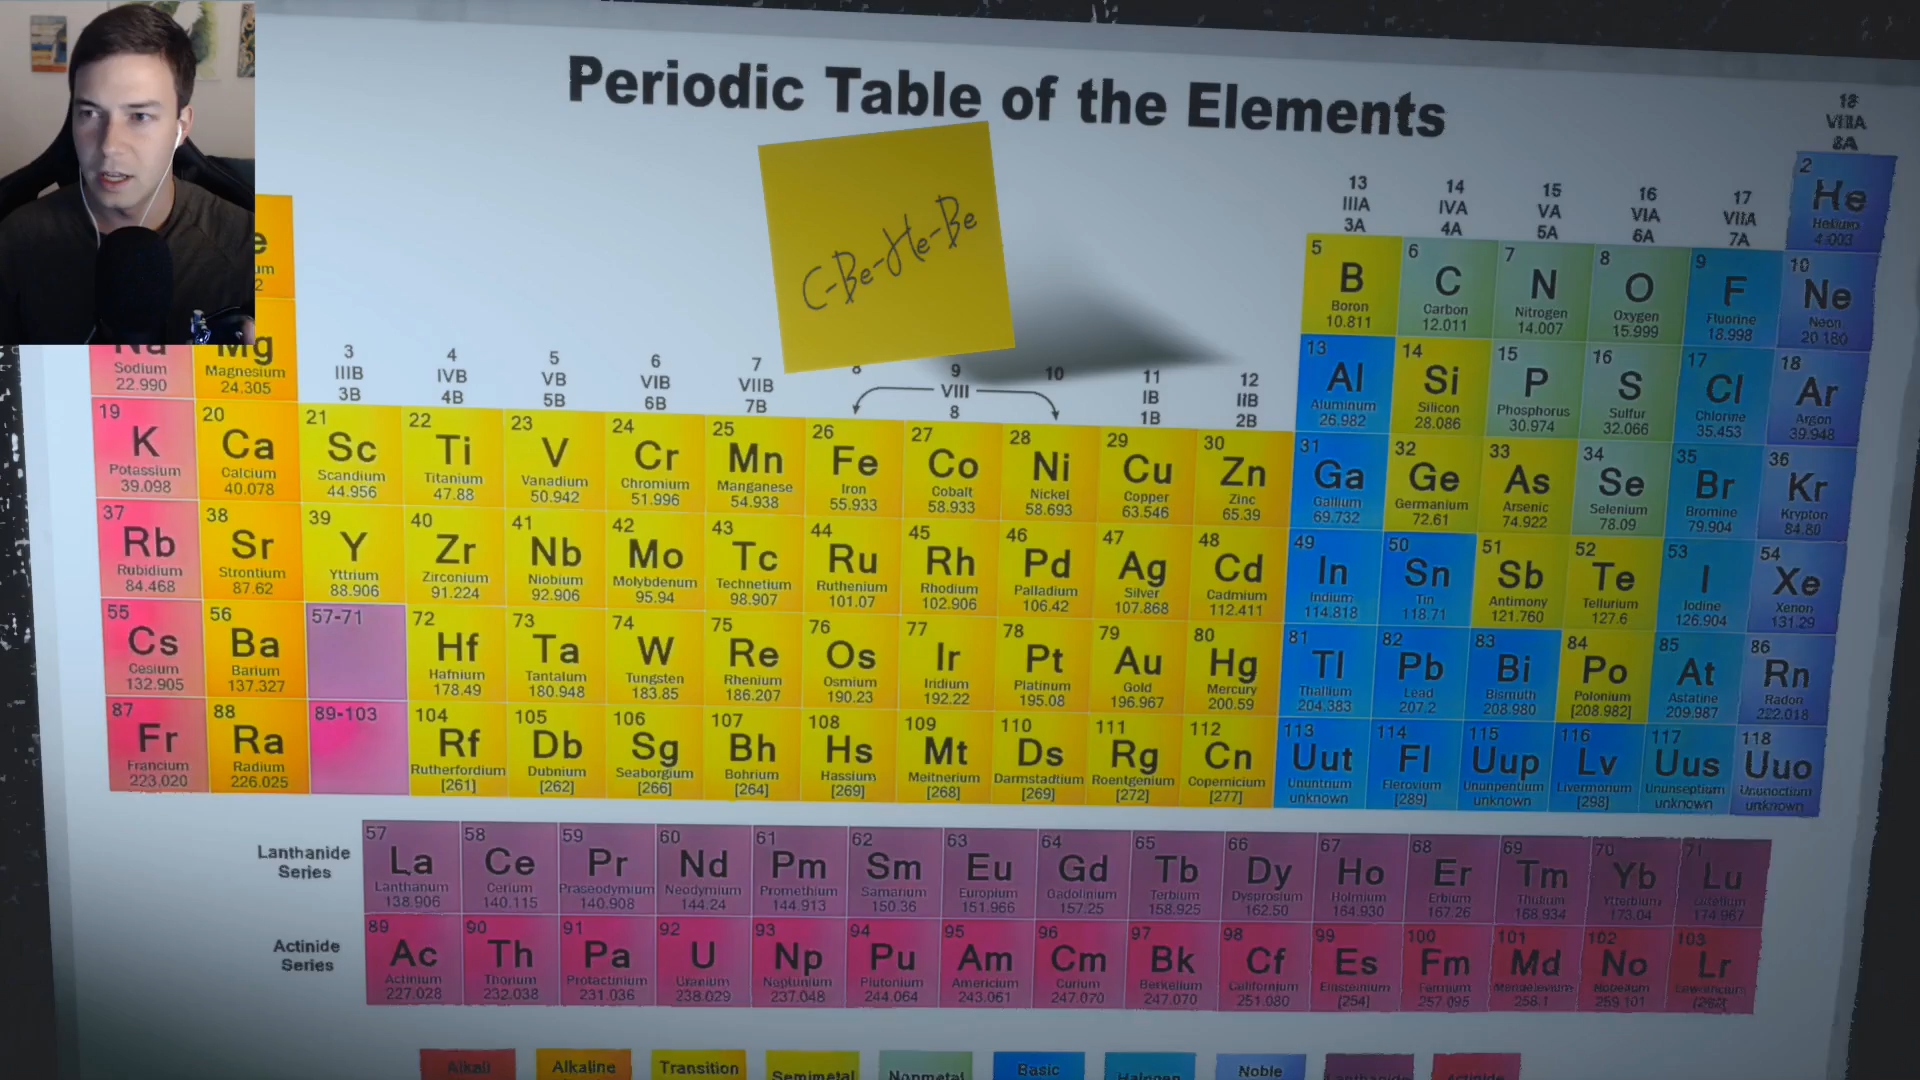 Periodic Table of the Elements
C-Be-He-Be
18
VIIIA
8A
13 14 15 16 17
IIIA IVA VA VIA VIIA
3A 4A 5A 6A 7A
2
He
Helium
4.003
5 6 7 8 9 10
B C N O F Ne
Boron Carbon Nitrogen Oxygen Fluorine Neon
10.811 12.011 14.007 15.999 18.998 20.180
3 4 5 6 7 8 9 10 11 12
IIIB IVB VB VIB VIIB VIII IB IIB
3B 4B 5B 6B 7B 8 1B 2B
13 14 15 16 17 18
Na Mg Al Si P S Cl Ar
Sodium Magnesium Aluminum Silicon Phosphorus Sulfur Chlorine Argon
22.990 24.305 26.982 28.086 30.974 32.066 35.453 39.948
19 20 21 22 23 24 25 26 27 28 29 30 31 32 33 34 35 36
K Ca Sc Ti V Cr Mn Fe Co Ni Cu Zn Ga Ge As Se Br Kr
Potassium Calcium Scandium Titanium Vanadium Chromium Manganese Iron Cobalt Nickel Copper Zinc Gallium Germanium Arsenic Selenium Bromine Krypton
39.098 40.078 44.956 47.88 50.942 51.996 54.938 55.933 58.933 58.693 63.546 65.39 69.732 72.61 74.922 78.09 79.904 84.80
37 38 39 40 41 42 43 44 45 46 47 48 49 50 51 52 53 54
Rb Sr Y Zr Nb Mo Tc Ru Rh Pd Ag Cd In Sn Sb Te I Xe
Rubidium Strontium Yttrium Zirconium Niobium Molybdenum Technetium Ruthenium Rhodium Palladium Silver Cadmium Indium Tin Antimony Tellurium Iodine Xenon
84.468 87.62 88.906 91.224 92.906 95.94 98.907 101.07 102.906 106.42 107.868 112.411 114.818 118.71 121.760 127.6 126.904 131.29
55 56 57-71 72 73 74 75 76 77 78 79 80 81 82 83 84 85 86
Cs Ba Hf Ta W Re Os Ir Pt Au Hg Tl Pb Bi Po At Rn
Cesium Barium Hafnium Tantalum Tungsten Rhenium Osmium Iridium Platinum Gold Mercury Thallium Lead Bismuth Polonium Astatine Radon
132.905 137.327 178.49 180.948 183.85 186.207 190.23 192.22 195.08 196.967 200.59 204.383 207.2 208.980 [208.982] 209.987 222.018
87 88 89-103 104 105 106 107 108 109 110 111 112 113 114 115 116 117 118
Fr Ra Rf Db Sg Bh Hs Mt Ds Rg Cn Uut Fl Uup Lv Uus Uuo
Francium Radium Rutherfordium Dubnium Seaborgium Bohrium Hassium Meitnerium Darmstadtium Roentgenium Copernicium Ununtrium Flerovium Ununpentium Livermorium Ununseptium Ununoctium
223.020 226.025 [261] [262] [266] [264] [269] [268] [269] [272] [277] unknown [289] unknown [298] unknown unknown
Lanthanide
Series
57 58 59 60 61 62 63 64 65 66 67 68 69 70 71
La Ce Pr Nd Pm Sm Eu Gd Tb Dy Ho Er Tm Yb Lu
Lanthanum Cerium Praseodymium Neodymium Promethium Samarium Europium Gadolinium Terbium Dysprosium Holmium Erbium Thulium Ytterbium Lutetium
138.906 140.115 140.908 144.24 144.913 150.36 151.966 157.25 158.925 162.50 164.930 167.26 168.934 173.04 174.967
Actinide
Series
89 90 91 92 93 94 95 96 97 98 99 100 101 102 103
Ac Th Pa U Np Pu Am Cm Bk Cf Es Fm Md No Lr
Actinium Thorium Protactinium Uranium Neptunium Plutonium Americium Curium Berkelium Californium Einsteinium Fermium Mendelevium Nobelium Lawrencium
227.028 232.038 231.036 238.029 237.048 244.064 243.061 247.070 247.070 251.080 [254] 257.095 258.1 259.101 [262]
Alkali Alkaline Transition Semimetal Nonmetal Basic Halogen Noble Lanthanide Actinide